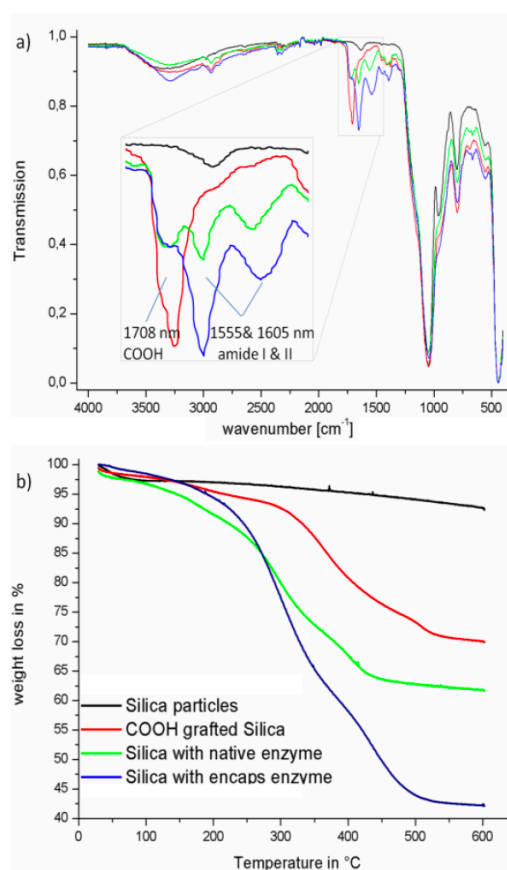 a)
1,0
0,8
0,6
0,4
0,2
0,0
Transmission
1708 nm
COOH
1555& 1605 nm
amide I & II
4000 3500 3000 2500 2000 1500 1000 500
wavenumber [cm⁻¹]
b)
100
95
90
85
80
75
70
65
60
55
50
45
40
weight loss in %
Silica particles
COOH grafted Silica
Silica with native enzyme
Silica with encaps enzyme
0 100 200 300 400 500 600
Temperature in °C